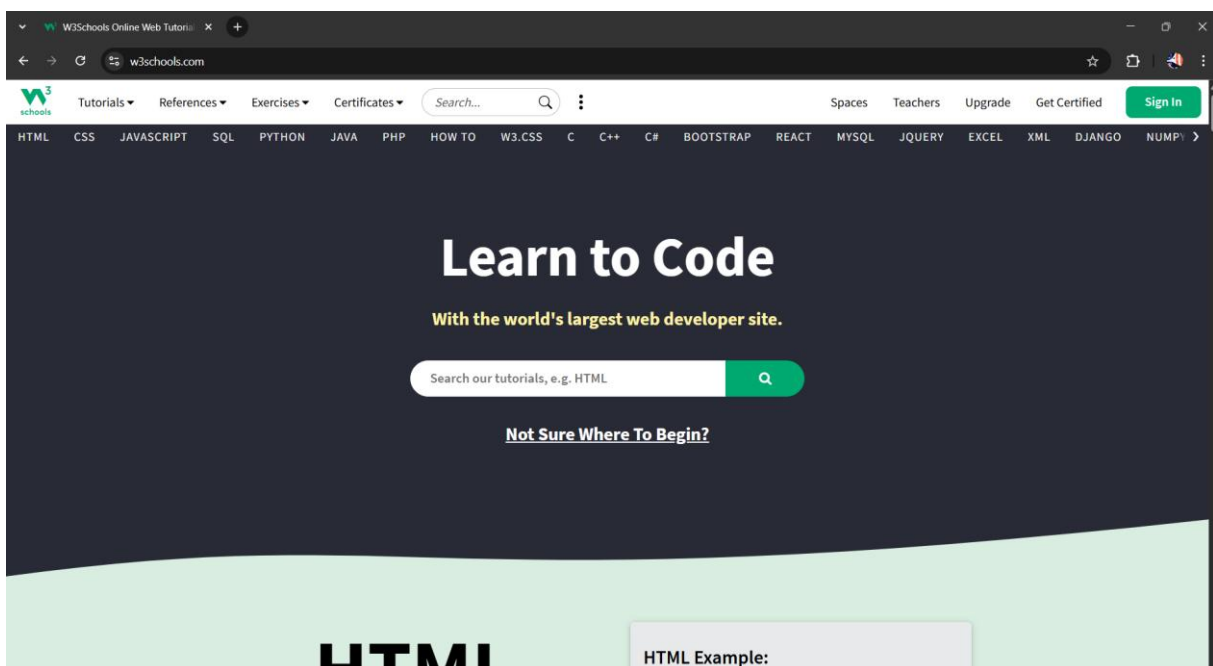 W3Schools Online Web Tutoria
w3schools.com
W3 schools Tutorials References Exercises Certificates Search... Spaces Teachers Upgrade Get Certified Sign In
HTML CSS JAVASCRIPT SQL PYTHON JAVA PHP HOW TO W3.CSS C C++ C# BOOTSTRAP REACT MYSQL JQUERY EXCEL XML DJANGO NUMPY
Learn to Code
With the world's largest web developer site.
Search our tutorials, e.g. HTML
Not Sure Where To Begin?
HTML
HTML Example: